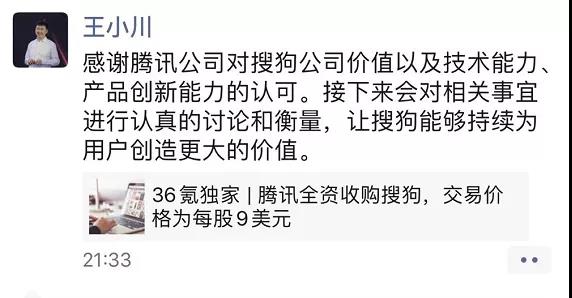 王小川
感谢腾讯公司对搜狗公司价值以及技术能力、
产品创新能力的认可。接下来会对相关事宜
进行认真的讨论和衡量，让搜狗能够持续为
用户创造更大的价值。
36氪独家 | 腾讯全资收购搜狗，交易价
格为每股9美元
21:33